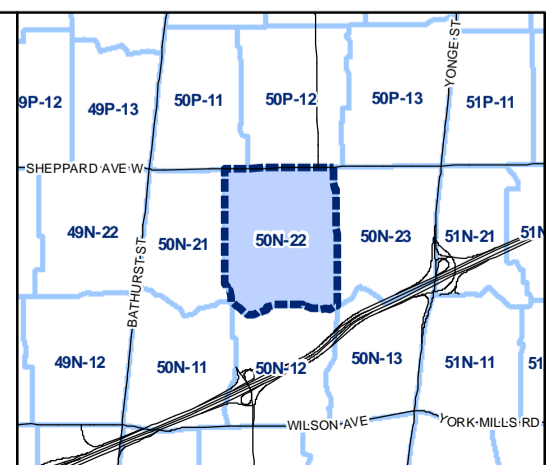 YONGE ST
9P-12
49P-13
50P-11
50P-12
50P-13
51P-11
SHEPPARD AVE W
49N-22
BATHURST ST
50N-21
50N-22
50N-23
51N-21
51N
49N-12
50N-11
50N-12
50N-13
51N-11
51
WILSON AVE
YORK MILLS RD